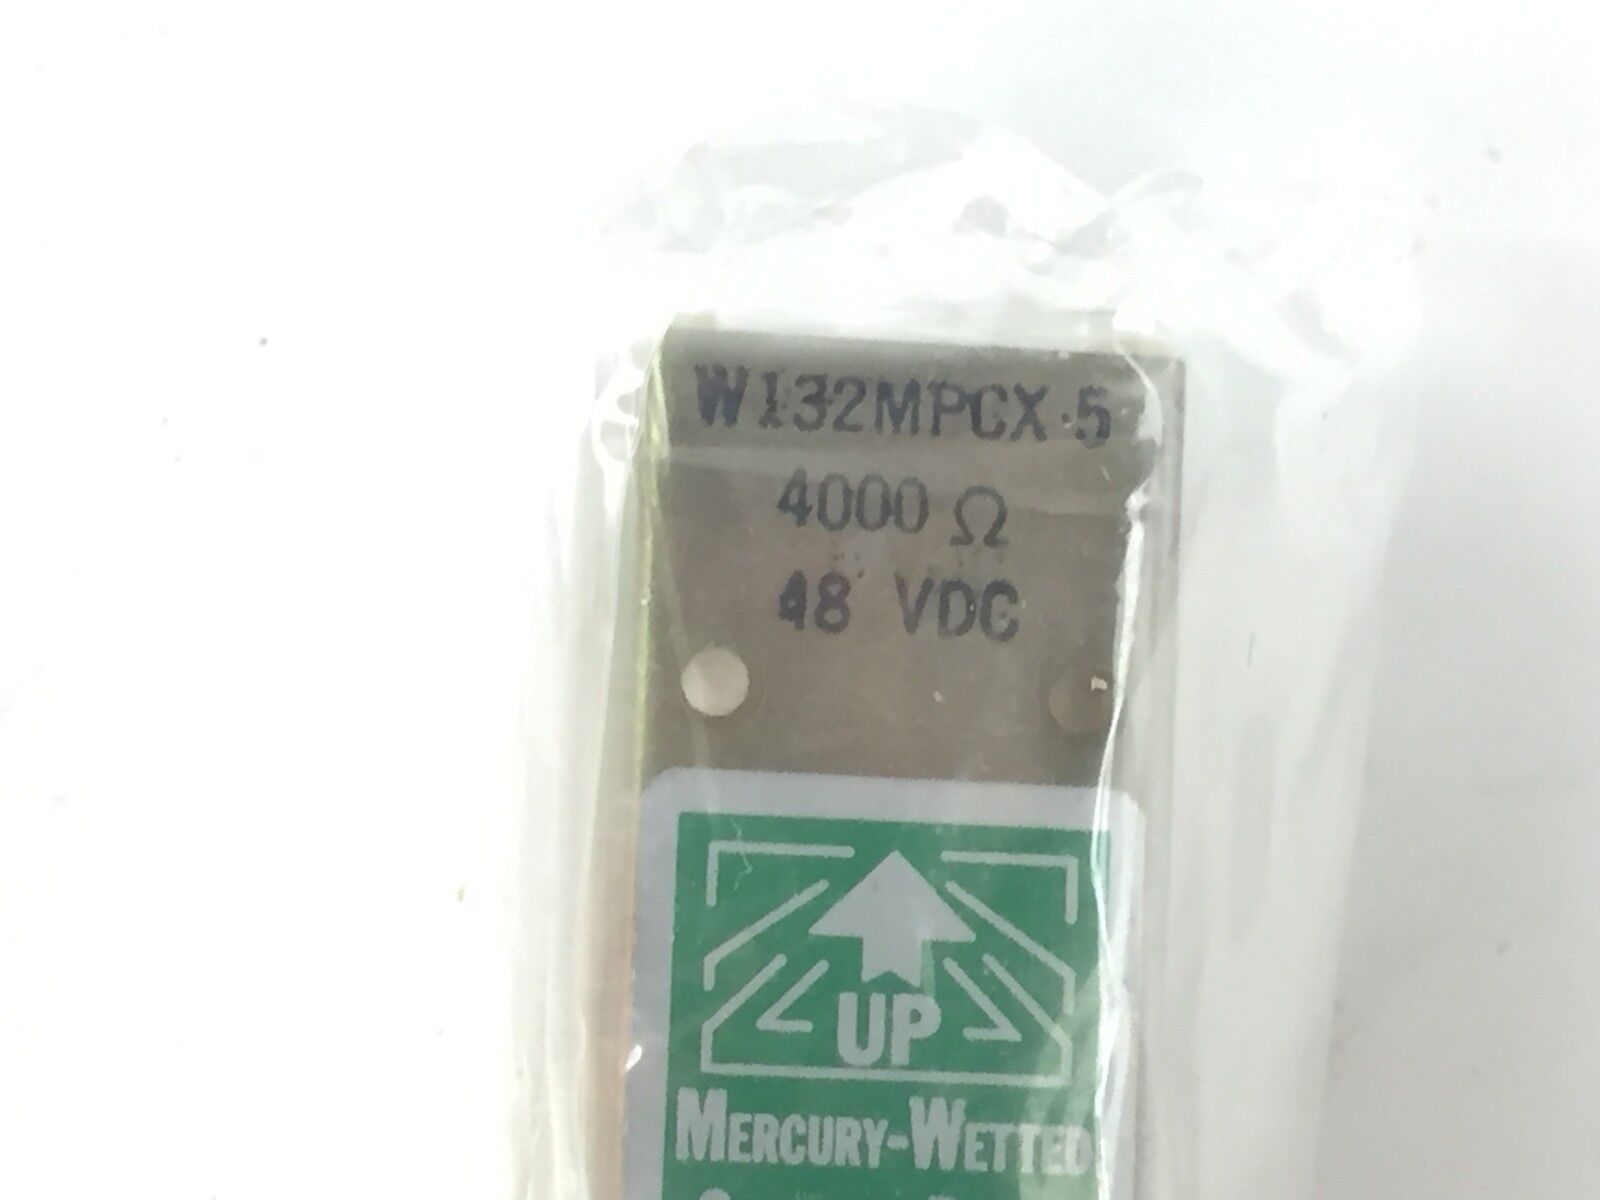 W132MPCX-5
4000 Ω
48 VDC
UP
MERCURY-WETTED